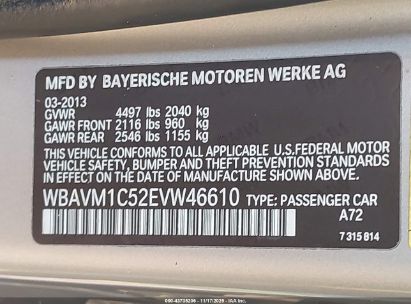 MFD BY BAYERISCHE MOTOREN WERKE AG
03-2013
GVWR 4497 lbs 2040 kg
GAWR FRONT 2116 lbs 960 kg
GAWR REAR 2546 lbs 1155 kg
THIS VEHICLE CONFORMS TO ALL APPLICABLE U.S. FEDERAL MOTOR
VEHICLE SAFETY, BUMPER, AND THEFT PREVENTION STANDARDS
IN EFFECT ON THE DATE OF MANUFACTURE SHOWN ABOVE.
WBAVM1C52EVW46610 TYPE: PASSENGER CAR
A72
7 315 814